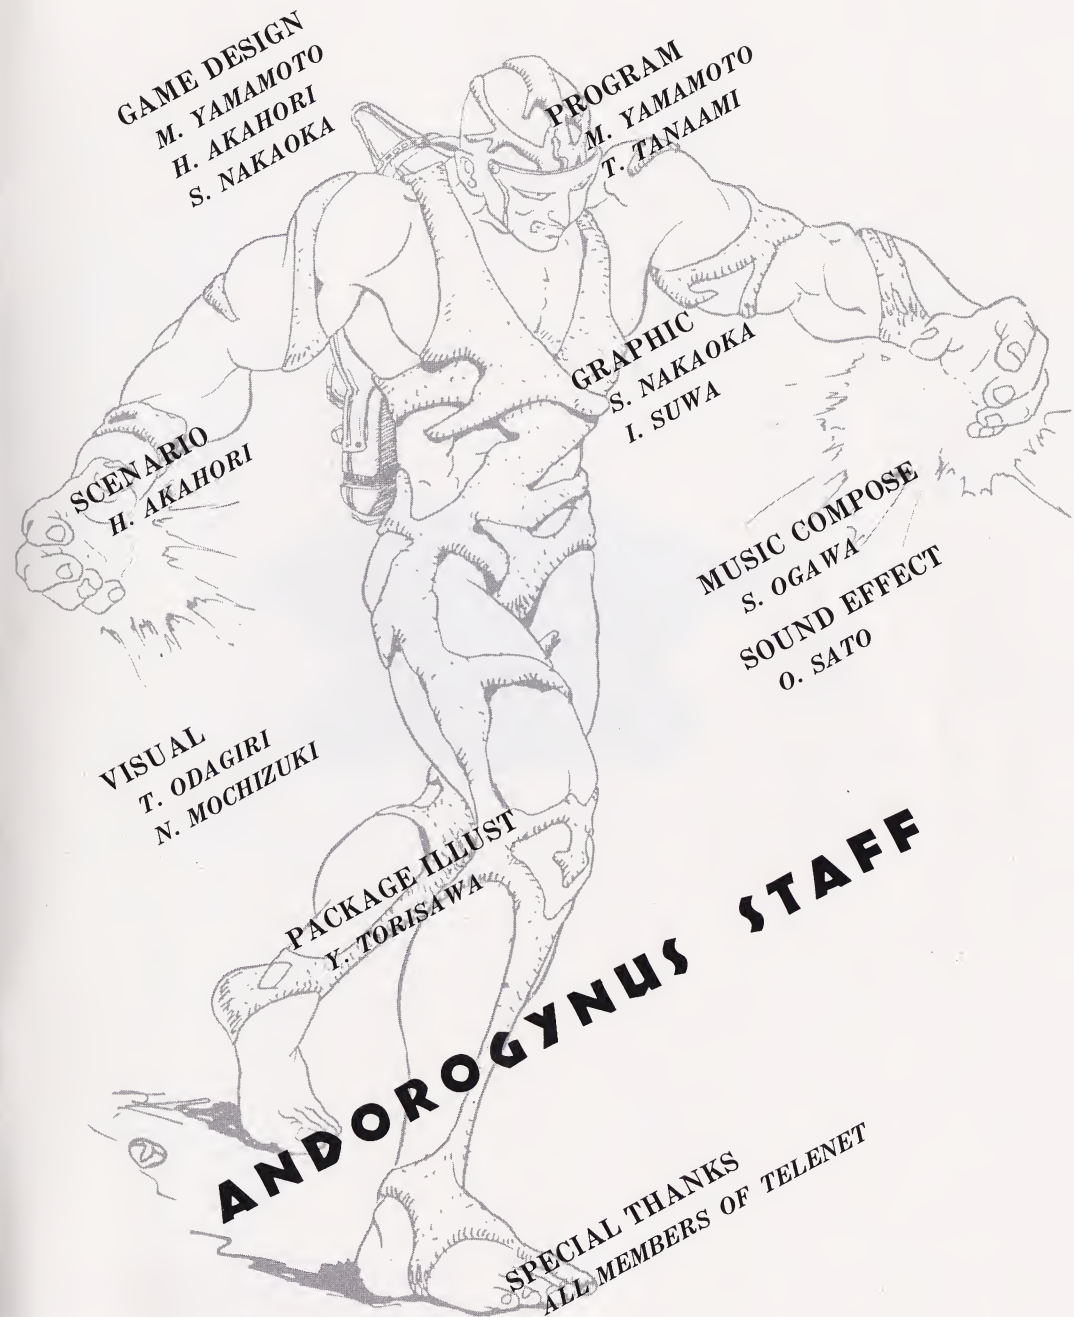 GAME DESIGN
M. YAMAMOTO
H. AKAHORI
S. NAKAOKA
PROGRAM
M. YAMAMOTO
T. TANAAMI
GRAPHIC
S. NAKAOKA
I. SUWA
SCENARIO
H. AKAHORI
MUSIC COMPOSE
S. OGAWA
SOUND EFFECT
O. SATO
VISUAL
T. ODAGIRI
N. MOCHIZUKI
PACKAGE ILLUST
Y. TORISAWA
ANDOROGYNUS STAFF
SPECIAL THANKS
ALL MEMBERS OF TELENET